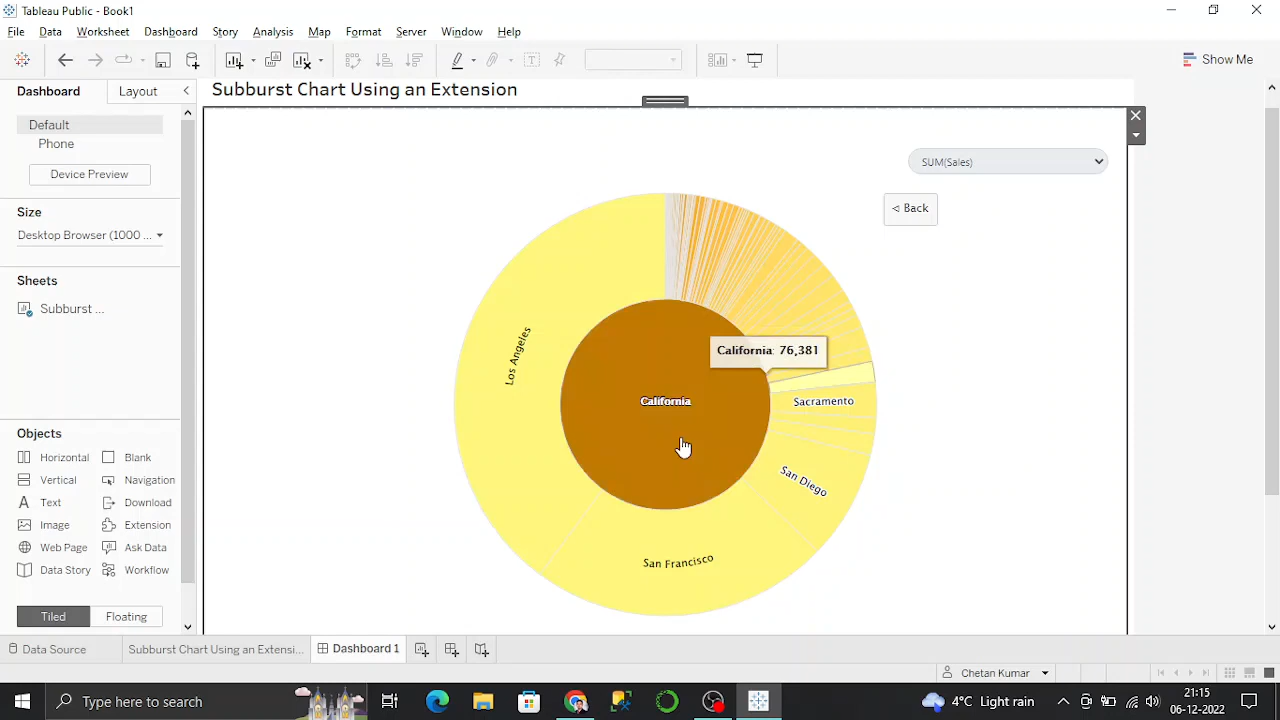 Tableau Public - Book1
File Data Worksheet Dashboard Story Analysis Map Format Server Window Help
Show Me
Dashboard Layout
Default
Phone
Device Preview
Size
Desktop Browser (1000 ...
Sheets
Subburst ...
Objects
Horizontal Blank
Vertical Navigation
Text Download
Image Extension
Web Page Ask Data
Data Story Workflow
Tiled Floating
Subburst Chart Using an Extension
SUM(Sales)
< Back
California: 76,381
Los Angeles
California
Sacramento
San Diego
San Francisco
Data Source Subburst Chart Using an Extensi... Dashboard 1
Chetan Kumar
Type here to search
4°C Light rain
21:15
06-12-2022